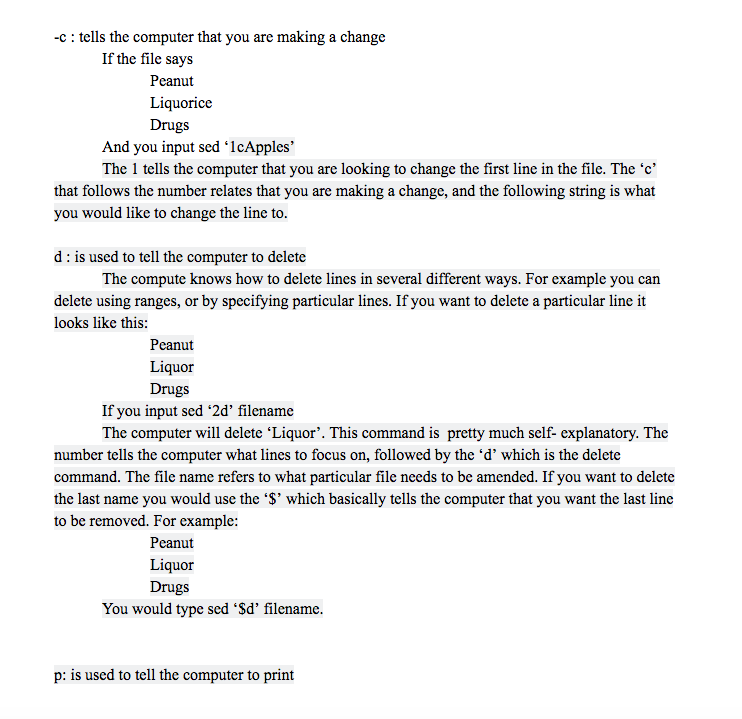 -c : tells the computer that you are making a change
If the file says
Peanut
Liquorice
Drugs
And you input sed ‘1cApples’
The 1 tells the computer that you are looking to change the first line in the file. The ‘c’
that follows the number relates that you are making a change, and the following string is what
you would like to change the line to.
d : is used to tell the computer to delete
The compute knows how to delete lines in several different ways. For example you can
delete using ranges, or by specifying particular lines. If you want to delete a particular line it
looks like this:
Peanut
Liquor
Drugs
If you input sed ‘2d’ filename
The computer will delete ‘Liquor’. This command is  pretty much self- explanatory. The
number tells the computer what lines to focus on, followed by the ‘d’ which is the delete
command. The file name refers to what particular file needs to be amended. If you want to delete
the last name you would use the ‘$’ which basically tells the computer that you want the last line
to be removed. For example:
Peanut
Liquor
Drugs
You would type sed ‘$d’ filename.
p: is used to tell the computer to print